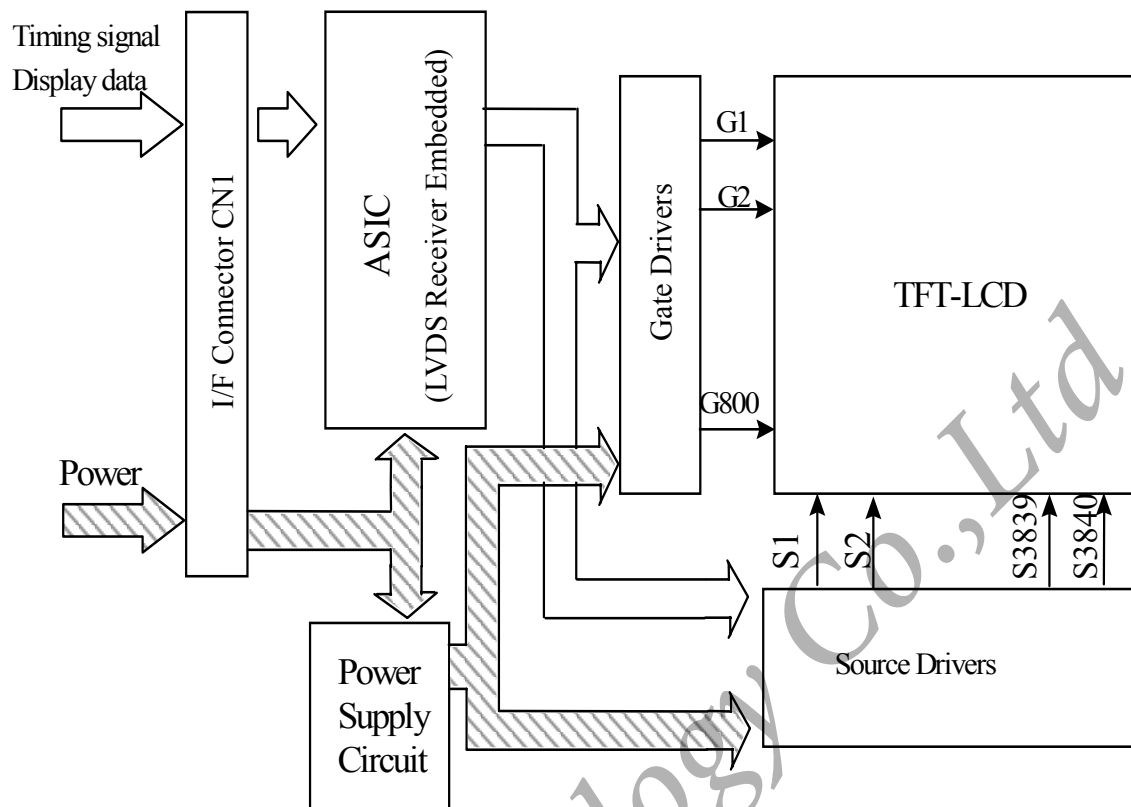 Timing signal
Display data
I/F Connector CN1
Power
ASIC
(LVDS Receiver Embedded)
Power
Supply
Circuit
Gate Drivers
G1
G2
G800
TFT-LCD
S1
S2
S3839
S3840
Source Drivers
ology Co.,Ltd